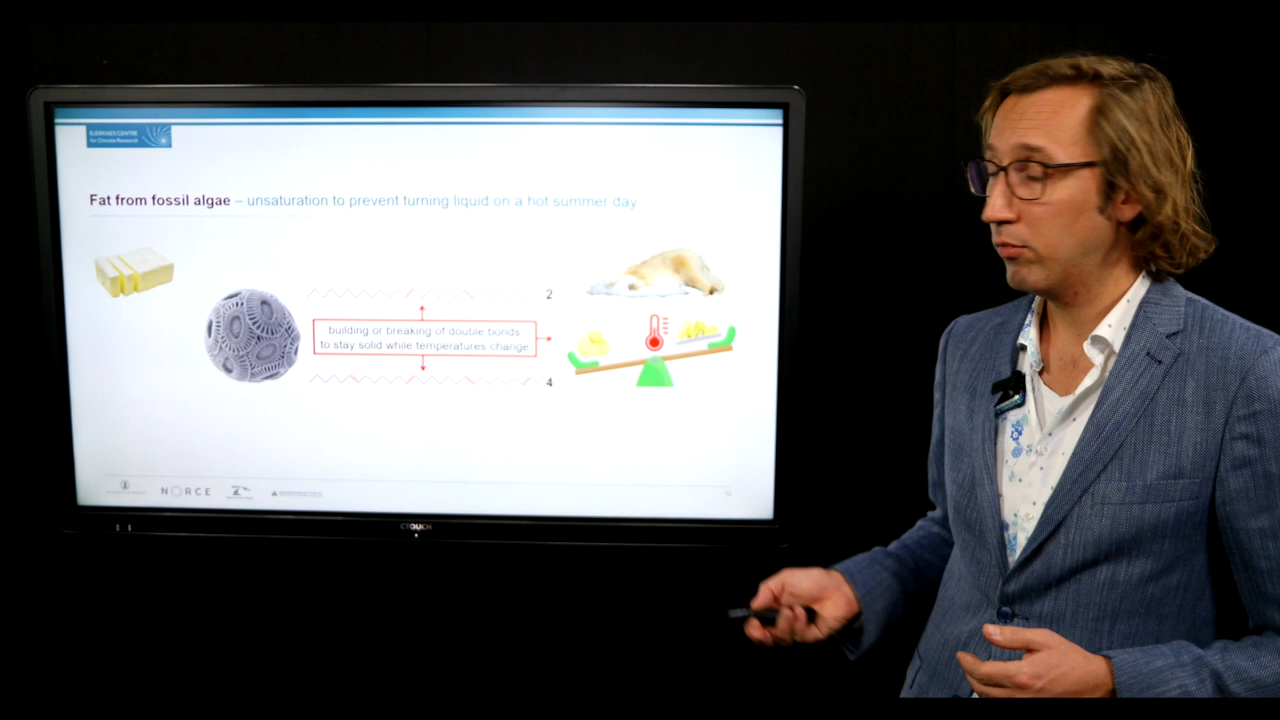 BJERKNES CENTRE
for Climate Research
Fat from fossil algae – unsaturation to prevent turning liquid on a hot summer day
2
building or breaking of double bonds
to stay solid while temperatures change
4
NORCE
CTOUCH